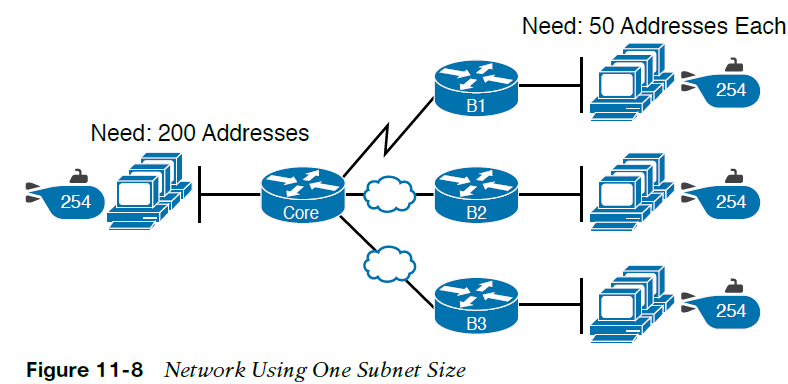 Need: 50 Addresses Each
254
B1
Need: 200 Addresses
254
Core
B2
254
B3
254
Figure 11-8 Network Using One Subnet Size